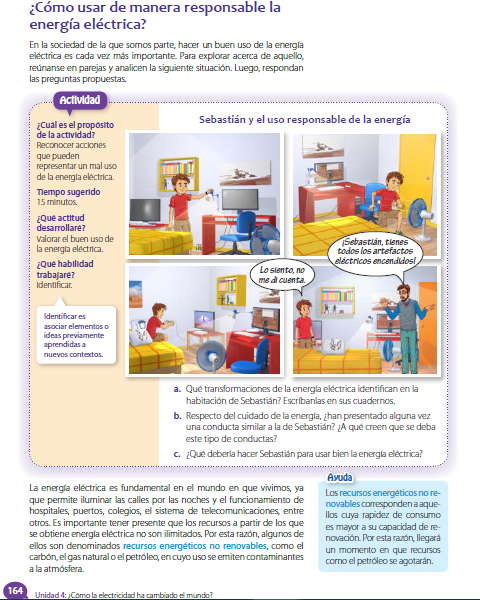 ¿Cómo usar de manera responsable la
energía eléctrica?
En la sociedad de la que somos parte, hacer un buen uso de la energía
eléctrica es cada vez más importante. Para explorar acerca de aquello,
reúnanse en parejas y analicen la siguiente situación. Luego, respondan
las preguntas propuestas.
Actividad
¿Cuál es el propósito
de la actividad?
Reconocer acciones
que pueden
representar un mal uso
de la energía eléctrica.
Tiempo sugerido
15 minutos.
¿Qué actitud
desarrollaré?
Valorar el buen uso de
la energía eléctrica.
¿Qué habilidad
trabajaré?
Identificar.
Identificar es
asociar elementos o
ideas previamente
aprendidas a
nuevos contextos.
Sebastián y el uso responsable de la energía
¡Sebastián, tienes
todos los artefactos
eléctricos encendidos!
Lo siento, no
me di cuenta.
a. Qué transformaciones de la energía eléctrica identifican en la
habitación de Sebastián? Escríbanlas en sus cuadernos.
b. Respecto del cuidado de la energía, ¿han presentado alguna vez
una conducta similar a la de Sebastián? ¿A qué creen que se deba
este tipo de conductas?
c. ¿Qué debería hacer Sebastián para usar bien la energía eléctrica?
La energía eléctrica es fundamental en el mundo en que vivimos, ya
que permite iluminar las calles por las noches y el funcionamiento de
hospitales, puertos, colegios, el sistema de telecomunicaciones, entre
otros. Es importante tener presente que los recursos a partir de los que
se obtiene energía eléctrica no son ilimitados. Por esta razón, algunos de
ellos son denominados recursos energéticos no renovables, como el
carbón, el gas natural o el petróleo, en cuyo uso se emiten contaminantes
a la atmósfera.
Ayuda
Los recursos energéticos no re-
novables corresponden a aque-
llos cuya rapidez de consumo
es mayor a su capacidad de re-
novación. Por esta razón, llegará
un momento en que recursos
como el petróleo se agotarán.
164
Unidad 4: ¿Cómo la electricidad ha cambiado el mundo?